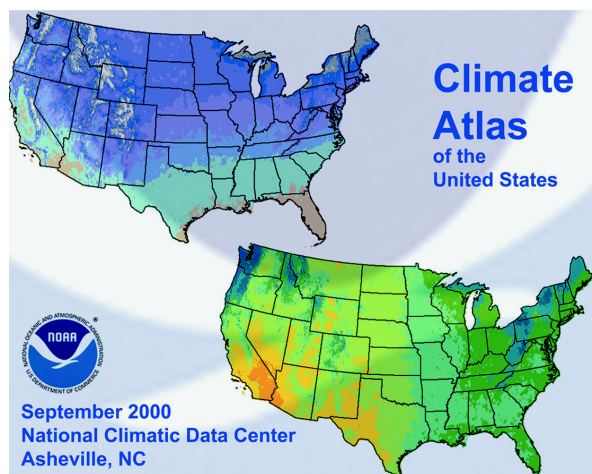 Climate
Atlas
of the
United States
NATIONAL OCEANIC AND ATMOSPHERIC ADMINISTRATION
NOAA
U.S. DEPARTMENT OF COMMERCE
®
September 2000
National Climatic Data Center
Asheville, NC